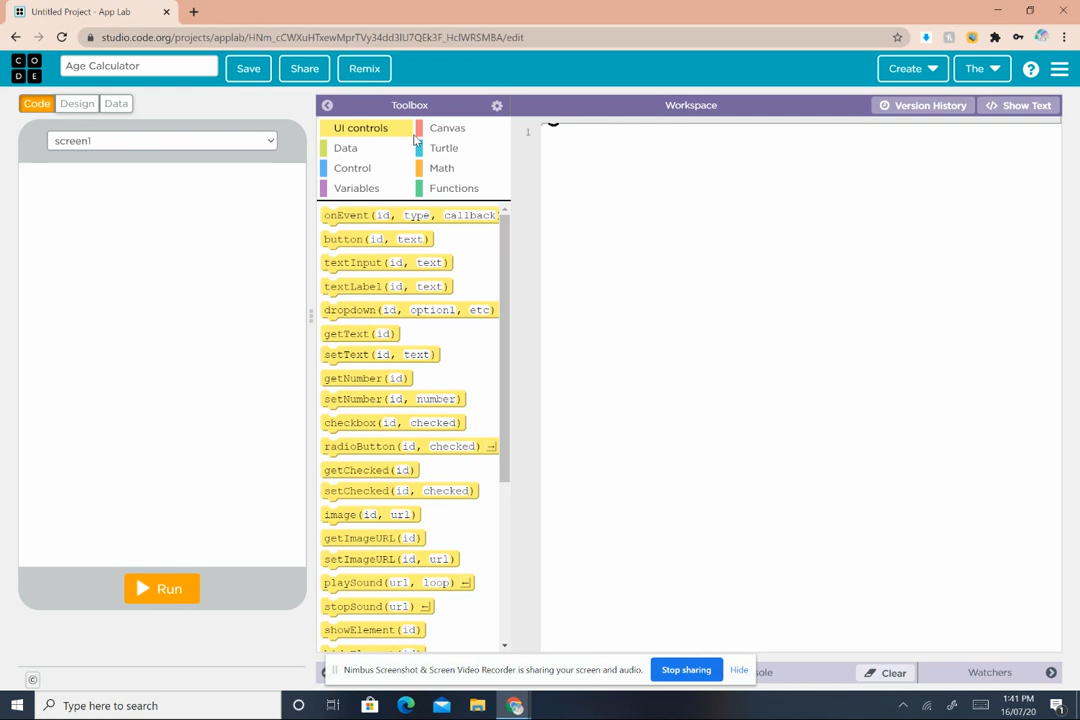 Untitled Project - App Lab
studio.code.org/projects/applab/HNm_cCWXuHTxewMprTVy34dd3lU7QEk3F_HclWRSMBA/edit
C O
D E
Age Calculator
Save
Share
Remix
Create
The
Code
Design
Data
screen1
Toolbox
Workspace
Version History
Show Text
UI controls
Canvas
Data
Turtle
Control
Math
Variables
Functions
1
onEvent(id, type, callback
button(id, text)
textInput(id, text)
textLabel(id, text)
dropdown(id, option1, etc)
getText(id)
setText(id, text)
getNumber(id)
setNumber(id, number)
checkbox(id, checked)
radioButton(id, checked)
getChecked(id)
setChecked(id, checked)
image(id, url)
getImageURL(id)
setImageURL(id, url)
playSound(url, loop)
stopSound(url)
showElement(id)
Run
Nimbus Screenshot & Screen Video Recorder is sharing your screen and audio.
Stop sharing
Hide
Clear
Watchers
Type here to search
1:41 PM
16/07/20
1